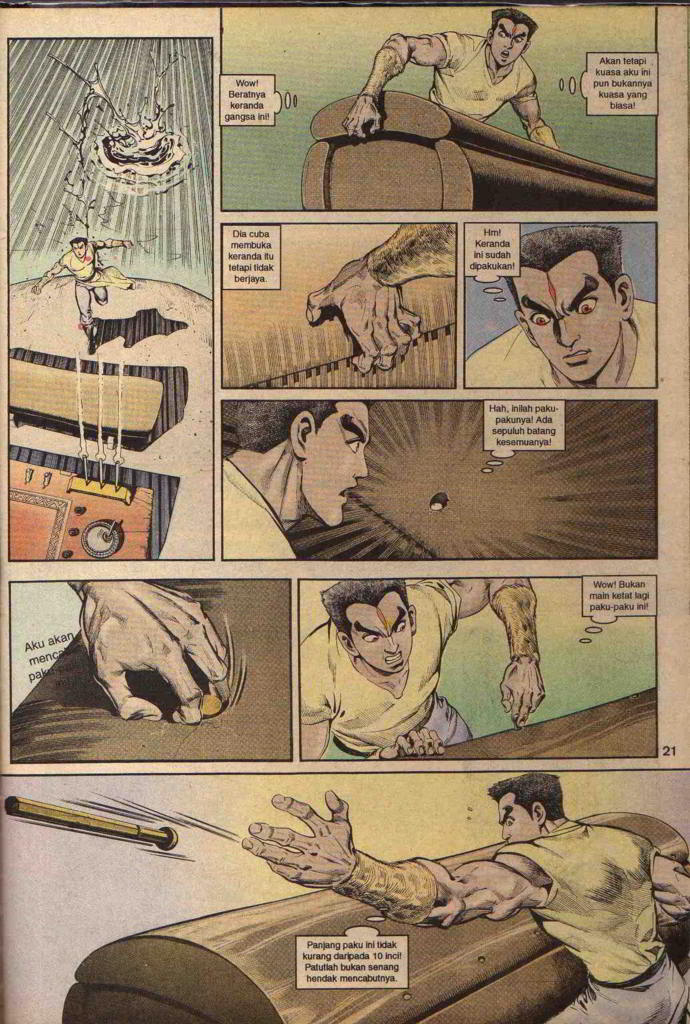 Wow!
Beratnya
keranda
gangsa ini!
Akan tetapi
kuasa aku ini
pun bukannya
kuasa yang
biasa!
Dia cuba
membuka
keranda itu
tetapi tidak
berjaya.
Hm!
Keranda
ini sudah
dipakukan!
Hah, inilah paku-
pakunya! Ada
sepuluh batang
kesemuanya!
Aku akan
Wow! Bukan
main ketat lagi
paku-paku ini!
21
Panjang paku ini tidak
kurang daripada 10 inci!
Patutlah bukan senang
hendak mencabutnya.